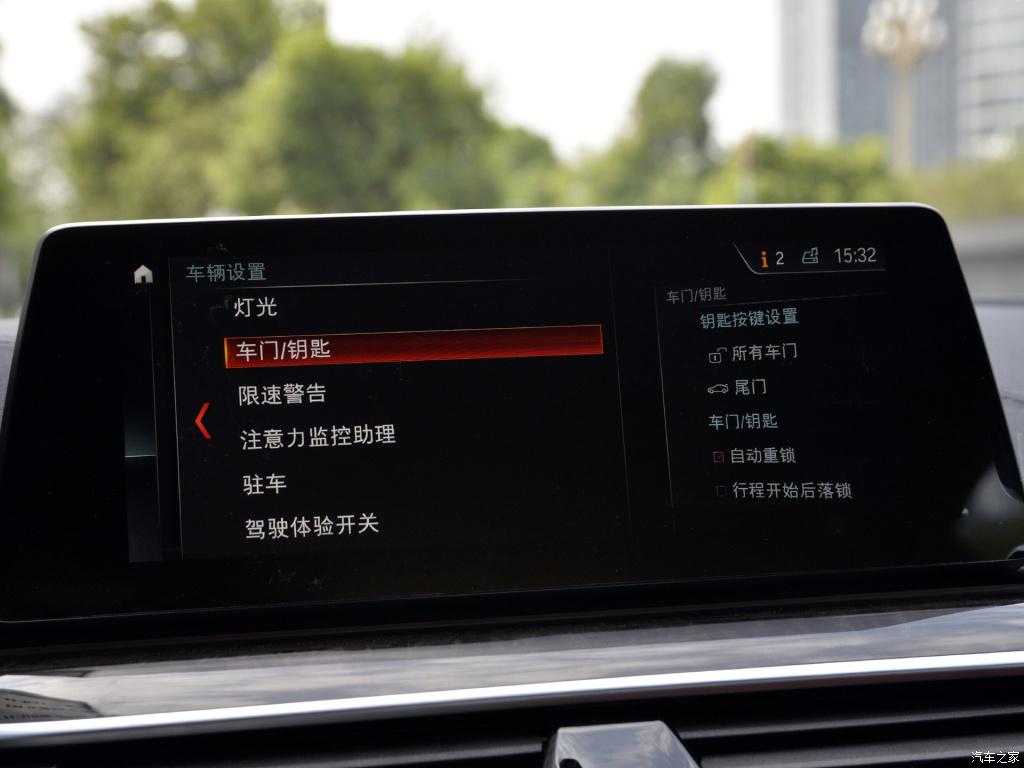 车辆设置
灯光
车门/钥匙
限速警告
注意力监控助理
驻车
驾驶体验开关
i 2 15:32
车门/钥匙
钥匙按键设置
所有车门
尾门
车门/钥匙
自动重锁
行程开始后落锁
汽车之家